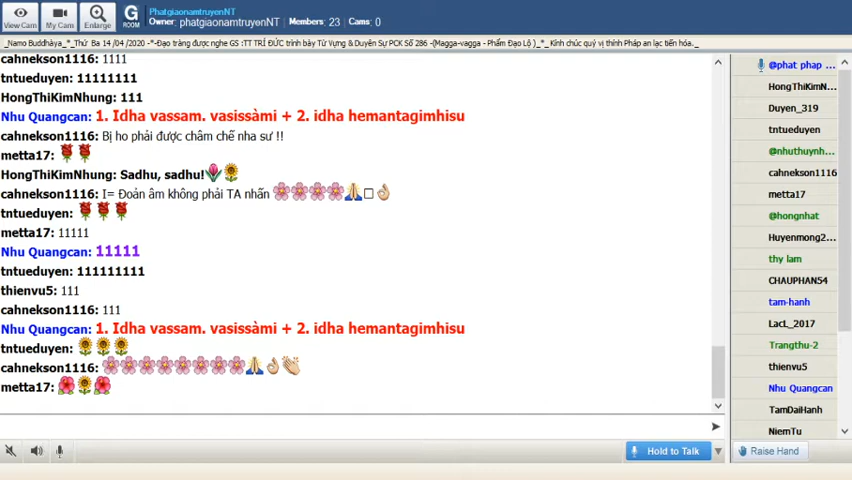 View Cam
My Cam
Enlarge
G
ROOM
PhatgiaonamtruyenNT
Owner: phatgiaonamtruyenNT Members: 23 Cams: 0
_Namo Buddhàya_*_Thứ Ba 14 /04 /2020 -*-Đạo tràng được nghe GS :TT TRÍ ĐỨC trình bày Từ Vựng & Duyên Sự PCK Số 286 -(Magga-vagga - Phẩm Đạo Lộ )_*_ Kính chúc quý vị thính Pháp an lạc tiến hóa._
cahnekson1116: 1111
tntueduyen: 11111111
HongThiKimNhung: 111
Nhu Quangcan: 1. Idha vassam. vasissàmi + 2. idha hemantagimhisu
cahnekson1116: Bị ho phải được châm chế nha sư !!
metta17:
HongThiKimNhung: Sadhu, sadhu!
cahnekson1116: I= Đoản âm không phải TA nhấn
tntueduyen:
metta17: 11111
Nhu Quangcan: 11111
tntueduyen: 111111111
thienvu5: 111
cahnekson1116: 111
Nhu Quangcan: 1. Idha vassam. vasissàmi + 2. idha hemantagimhisu
tntueduyen:
cahnekson1116:
metta17:
@phat phap ...
HongThiKimN...
Duyen_319
tntueduyen
@nhuthuynh...
cahnekson1116
metta17
@hongnhat
Huyenmong2...
thy lam
CHAUPHAN54
tam-hanh
LacL_2017
Trangthu-2
thienvu5
Nhu Quangcan
TamDaiHanh
NiemTu
Hold to Talk
Raise Hand